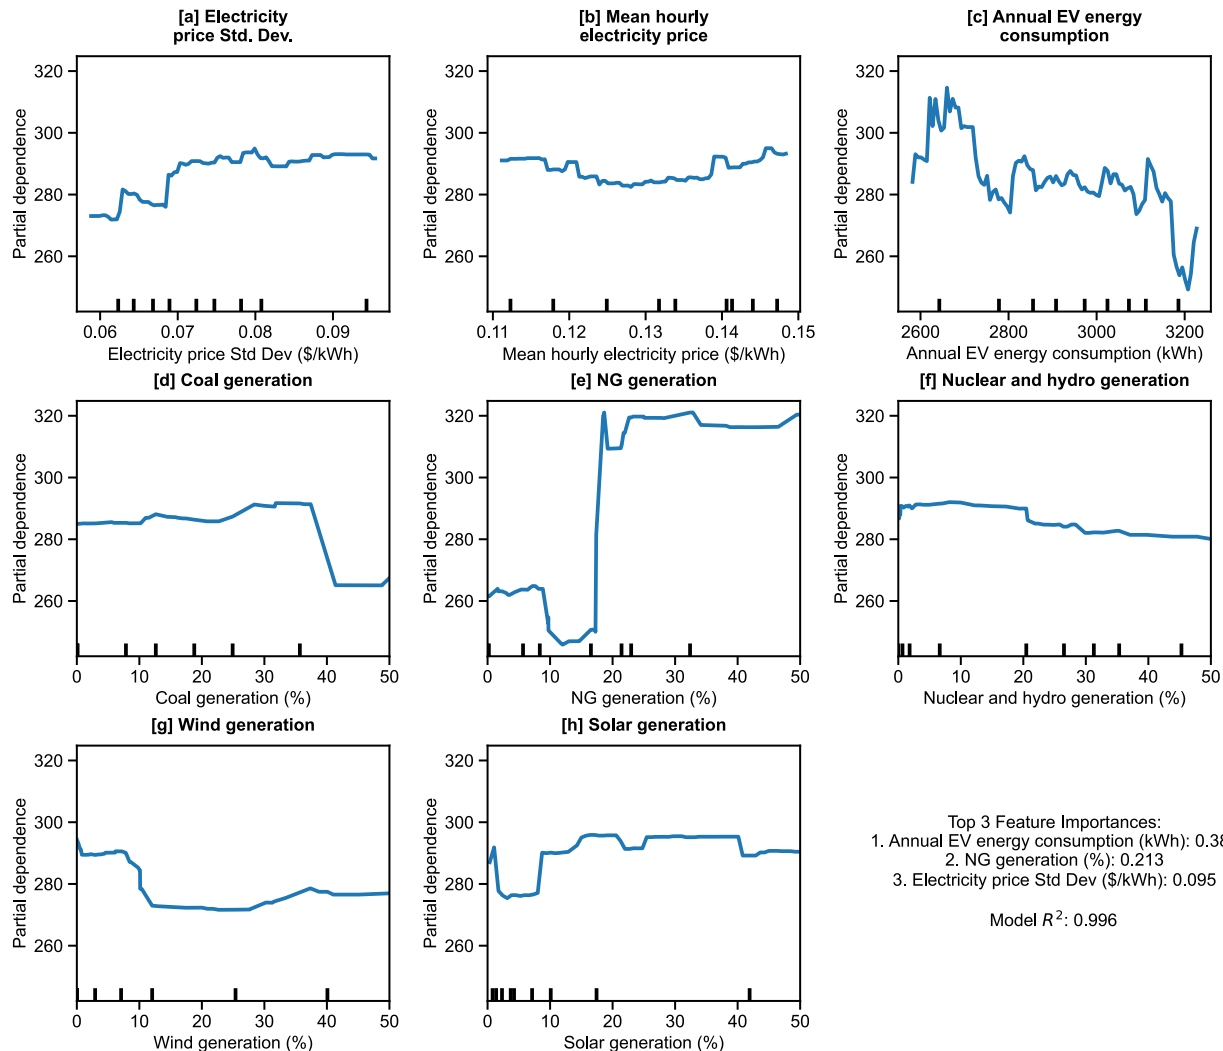 [a] Electricity
price Std. Dev.
320
300
280
260
Partial dependence
0.06 0.07 0.08 0.09
Electricity price Std Dev ($/kWh)
[b] Mean hourly
electricity price
320
300
280
260
Partial dependence
0.11 0.12 0.13 0.14 0.15
Mean hourly electricity price ($/kWh)
[c] Annual EV energy
consumption
320
300
280
260
Partial dependence
2600 2800 3000 3200
Annual EV energy consumption (kWh)
[d] Coal generation
320
300
280
260
Partial dependence
0 10 20 30 40 50
Coal generation (%)
[e] NG generation
320
300
280
260
Partial dependence
0 10 20 30 40 50
NG generation (%)
[f] Nuclear and hydro generation
320
300
280
260
Partial dependence
0 10 20 30 40 50
Nuclear and hydro generation (%)
[g] Wind generation
320
300
280
260
Partial dependence
0 10 20 30 40 50
Wind generation (%)
[h] Solar generation
320
300
280
260
Partial dependence
0 10 20 30 40 50
Solar generation (%)
Top 3 Feature Importances:
1. Annual EV energy consumption (kWh): 0.38
2. NG generation (%): 0.213
3. Electricity price Std Dev ($/kWh): 0.095
Model R²: 0.996